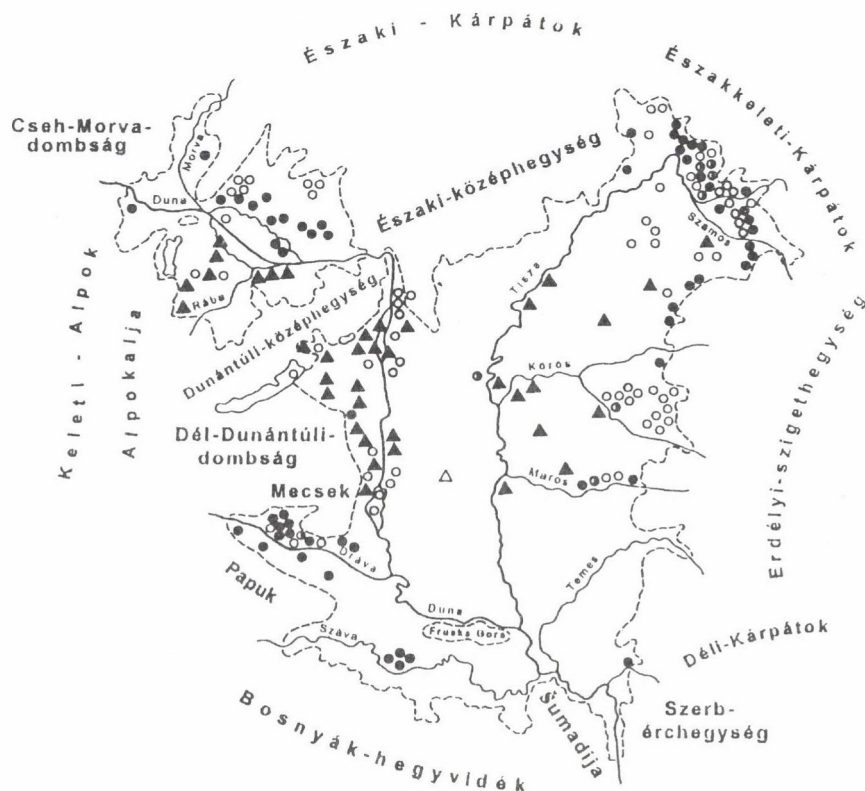 Északi - Kárpátok
Északkeleti-Kárpátok
Cseh-Morva-
dombság
Morva
Duna
Északi-középhegység
Szamos
Tisza
Keleti - Alpok
Alpokalja
Rába
Dunántúli-középhegység
Körös
Dél-Dunántúli-
dombság
Mecsek
Maros
Erdélyi-szigethegység
Dráva
Papuk
Temes
Duna
Fruska Gora
Száva
Déli-Kárpátok
Szerb-
érchegység
Sumadija
Bosnyák-hegyvidék